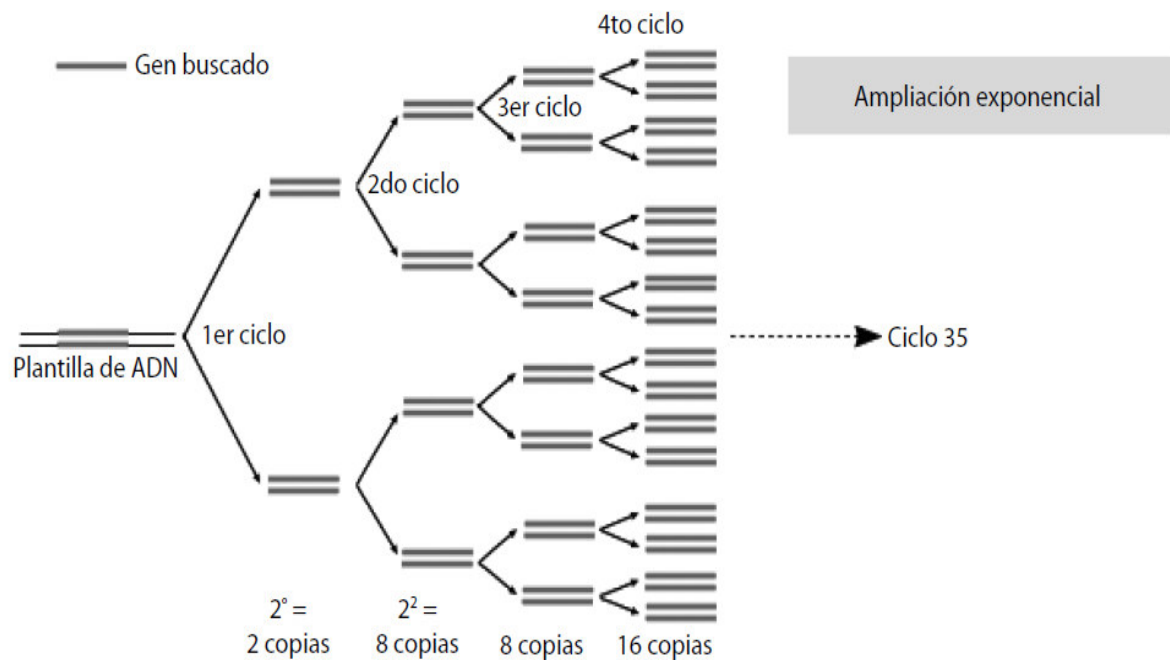 4to ciclo
Gen buscado
Ampliación exponencial
3er ciclo
2do ciclo
1er ciclo
Plantilla de ADN
Ciclo 35
2° =
2 copias
2² =
8 copias
8 copias
16 copias